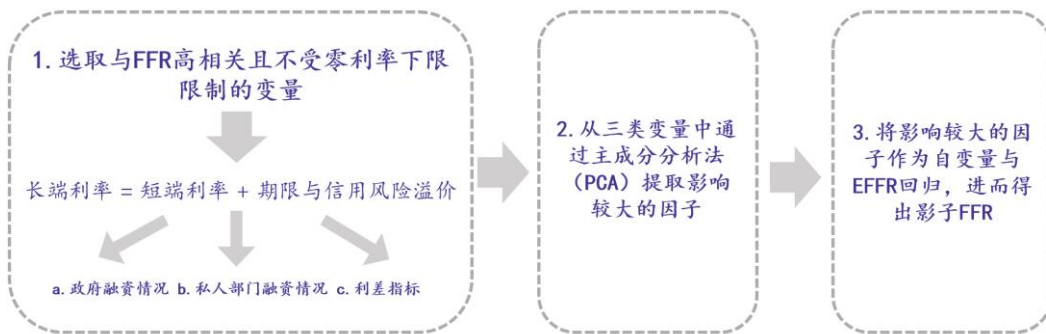 1.选取与FFR高相关且不受零利率下限
限制的变量
长端利率 = 短端利率 + 期限与信用风险溢价
a.政府融资情况 b.私人部门融资情况 c.利差指标
2.从三类变量中通
过主成分分析法
（PCA）提取影响
较大的因子
3.将影响较大的因
子作为自变量与
EFFR回归，进而得
出影子FFR